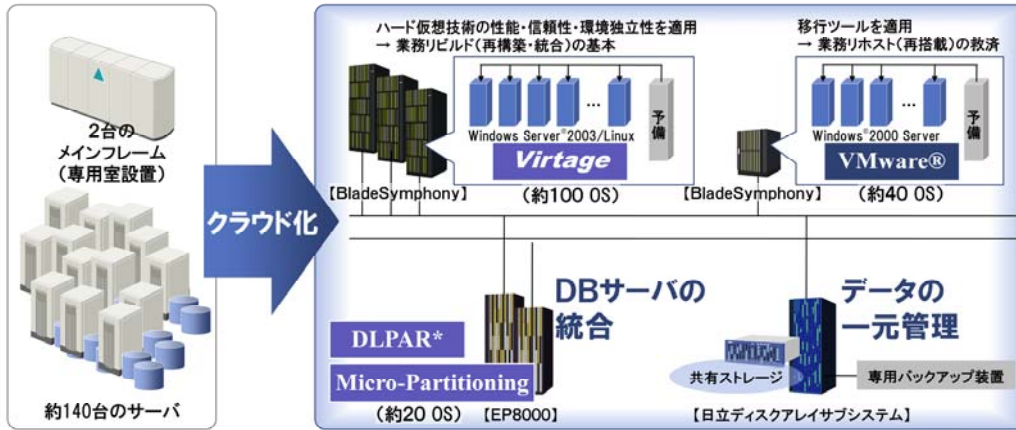 2台の
メインフレーム
（専用室設置）
約140台のサーバ
クラウド化
ハード仮想技術の性能・信頼性・環境独立性を適用
→ 業務リビルド（再構築・統合）の基本
…
予備
Windows Server®2003/Linux
Virtage
【BladeSymphony】
（約100 OS）
移行ツールを適用
→ 業務リホスト（再搭載）の救済
…
予備
Windows®2000 Server
VMware®
【BladeSymphony】
（約40 OS）
DBサーバの
統合
DLPAR*
Micro-Partitioning
（約20 OS）
【EP8000】
データの
一元管理
共有ストレージ
専用バックアップ装置
【日立ディスクアレイサブシステム】